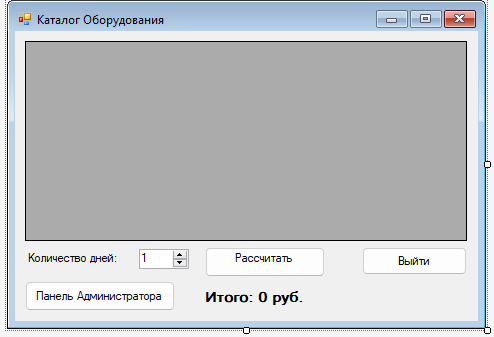 Каталог Оборудования
Количество дней: 1 Рассчитать Выйти
Панель Администратора Итого: 0 руб.